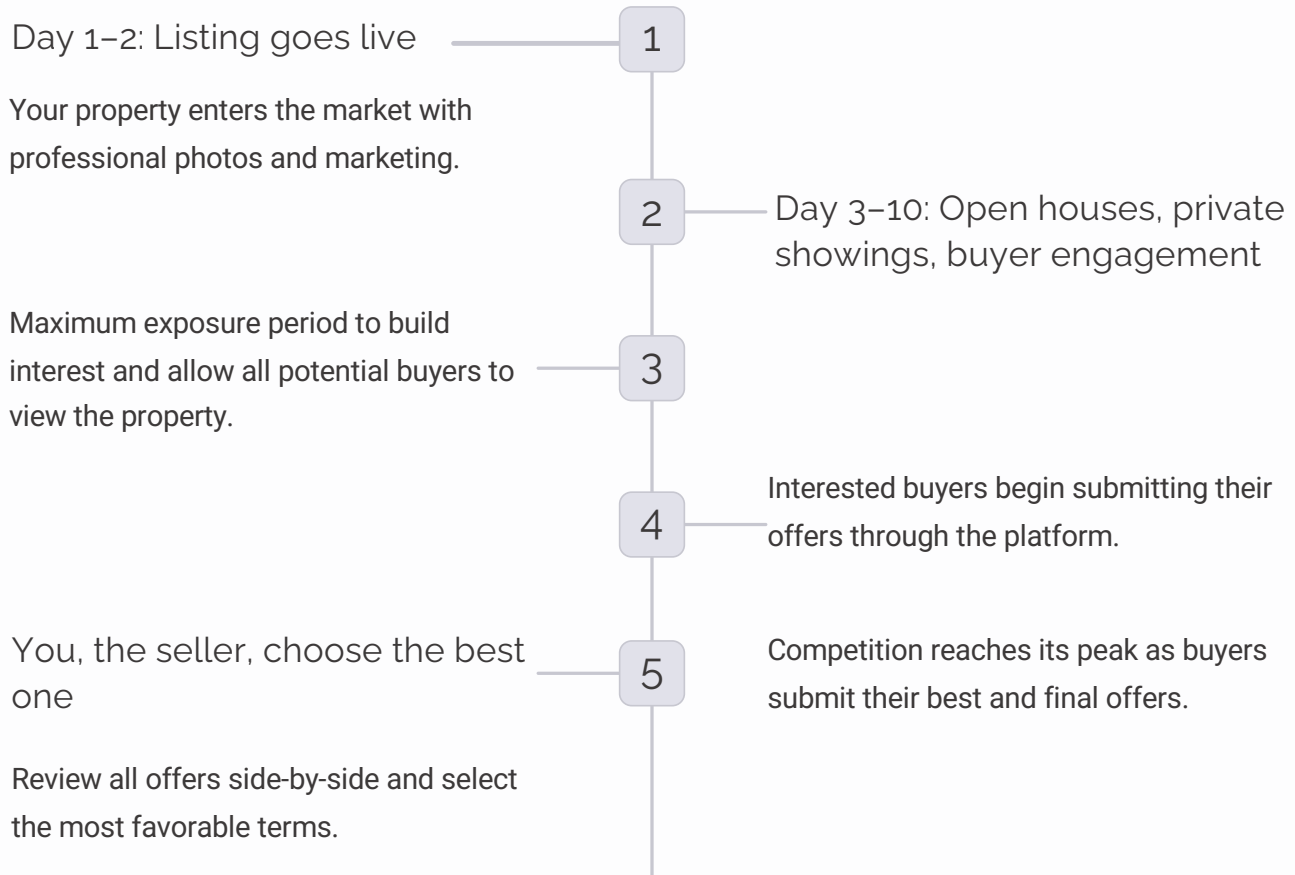 Day 1–2: Listing goes live
1
Your property enters the market with
professional photos and marketing.
2
Day 3–10: Open houses, private
showings, buyer engagement
Maximum exposure period to build
interest and allow all potential buyers to
view the property.
3
4
Interested buyers begin submitting their
offers through the platform.
You, the seller, choose the best
one
5
Competition reaches its peak as buyers
submit their best and final offers.
Review all offers side-by-side and select
the most favorable terms.